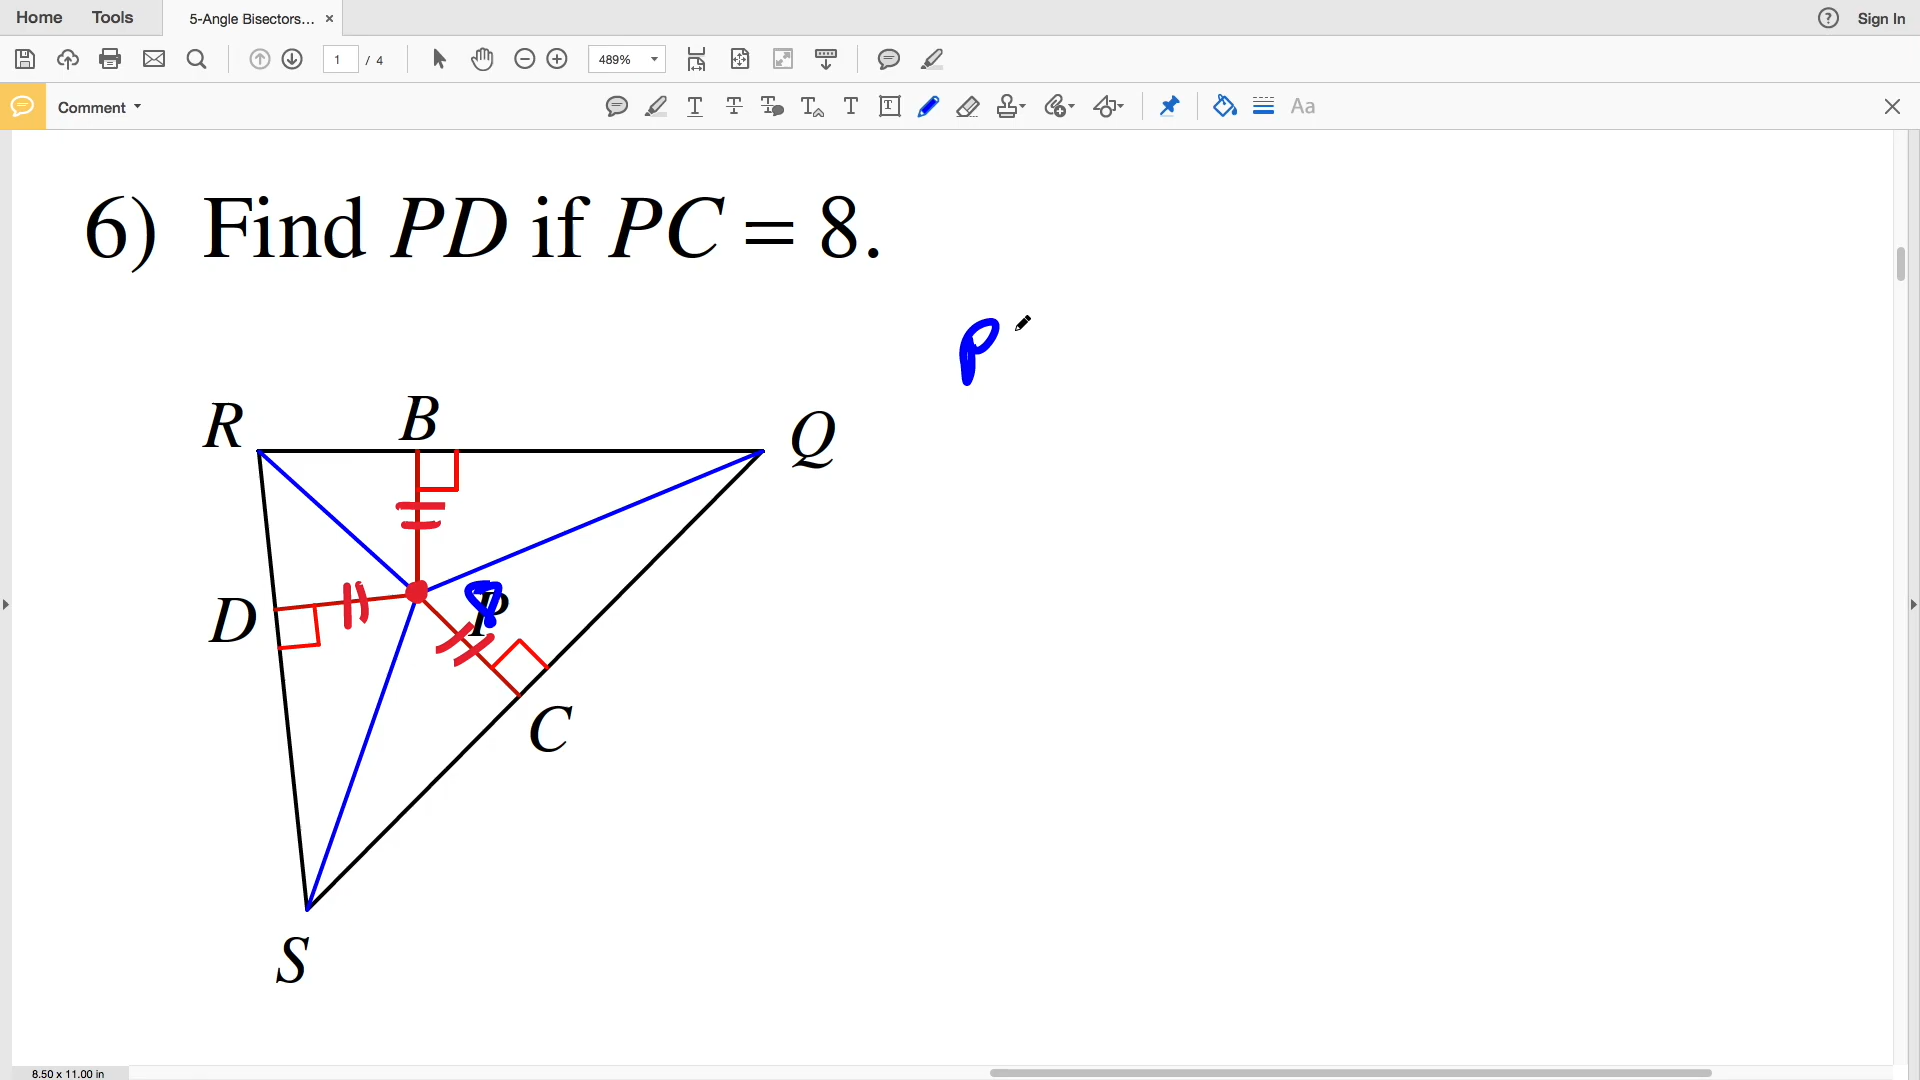 Home Tools 5-Angle Bisectors... × ? Sign In
1 / 4 489%
Comment T T T T T T Aa
6) Find PD if PC = 8.
P
R B Q
D 8 P
C
S
8.50 x 11.00 in